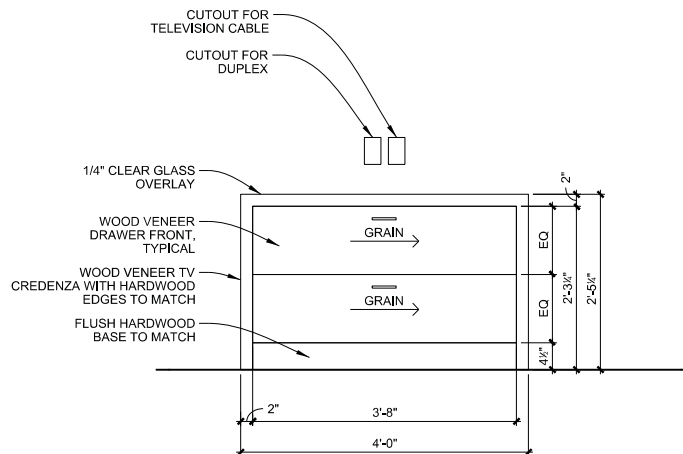 CUTOUT FOR
TELEVISION CABLE
CUTOUT FOR
DUPLEX
1/4" CLEAR GLASS
OVERLAY
2"
WOOD VENEER
DRAWER FRONT,
TYPICAL
GRAIN
EQ
WOOD VENEER TV
CREDENZA WITH HARDWOOD
EDGES TO MATCH
GRAIN
EQ
2'-3¼"
2'-5¼"
FLUSH HARDWOOD
BASE TO MATCH
4½"
2"
3'-8"
4'-0"